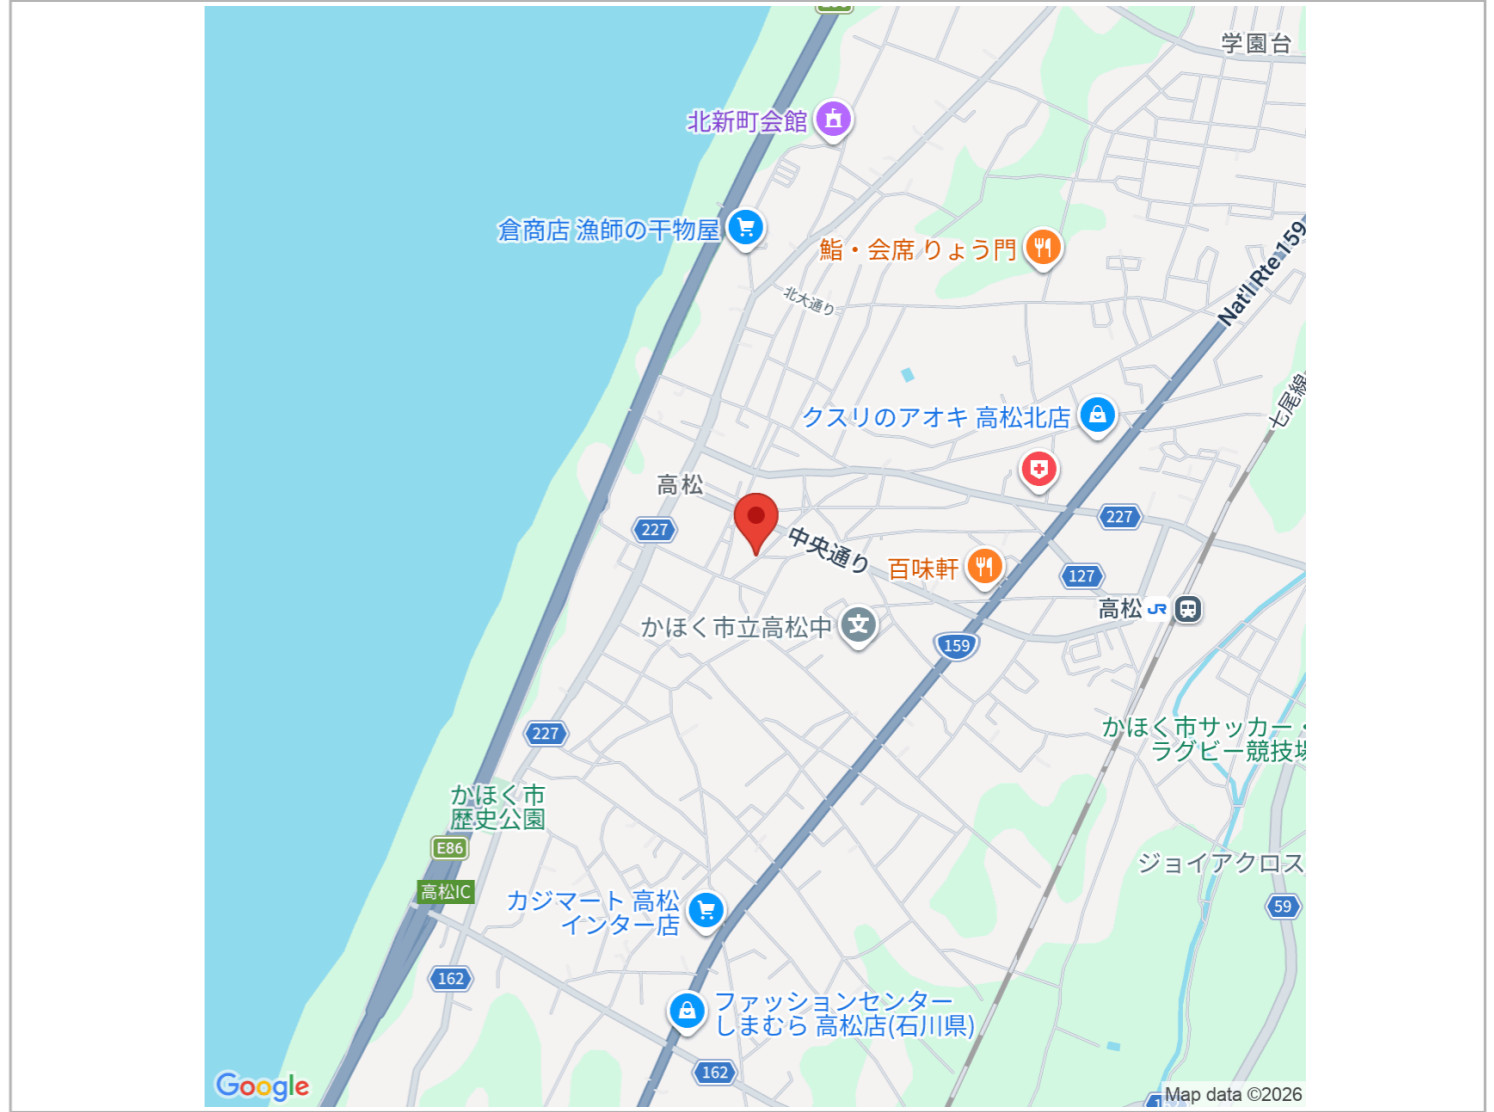 学園台
北新町会館
倉商店 漁師の干物屋
鮨・会席 りょう門
Nat'l Rte 159
北大通り
七尾線
クスリのアオキ 高松北店
高松
227
227
中央通り
百味軒
127
高松 JR
かほく市立高松中
159
227
かほく市サッカー・
ラグビー競技場
かほく市
歴史公園
E86
高松IC
ジョイアクロス
カジマート 高松
インター店
59
162
ファッションセンター
しまむら 高松店(石川県)
162
Google
Map data ©2026